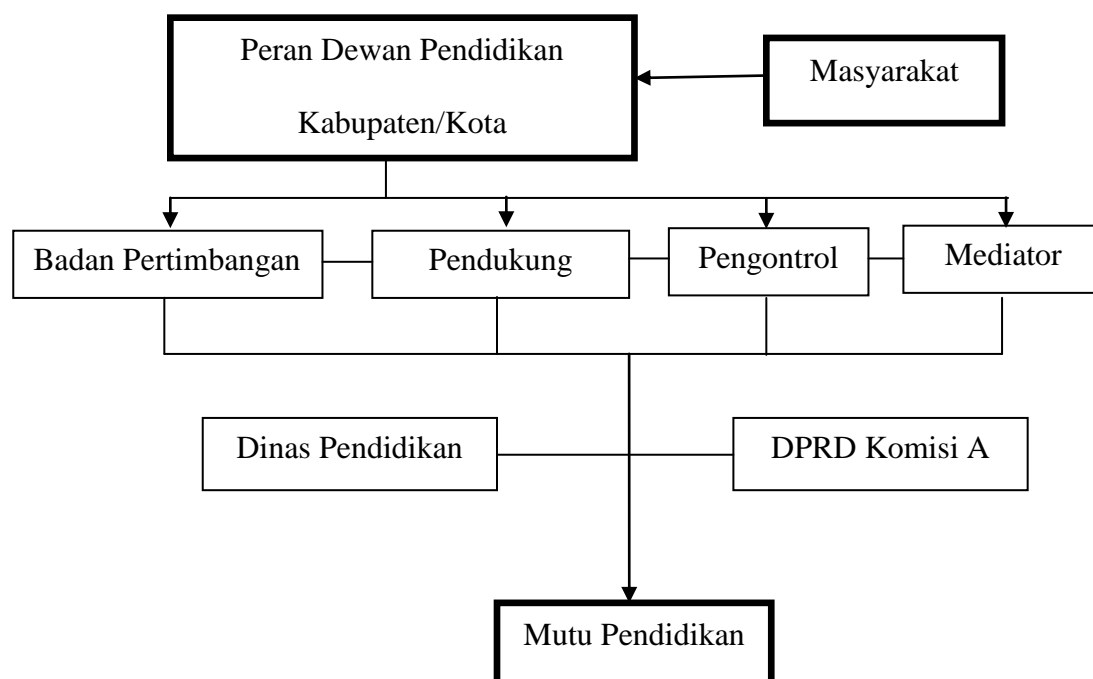 Peran Dewan Pendidikan
Kabupaten/Kota
Masyarakat
Badan Pertimbangan
Pendukung
Pengontrol
Mediator
Dinas Pendidikan
DPRD Komisi A
Mutu Pendidikan